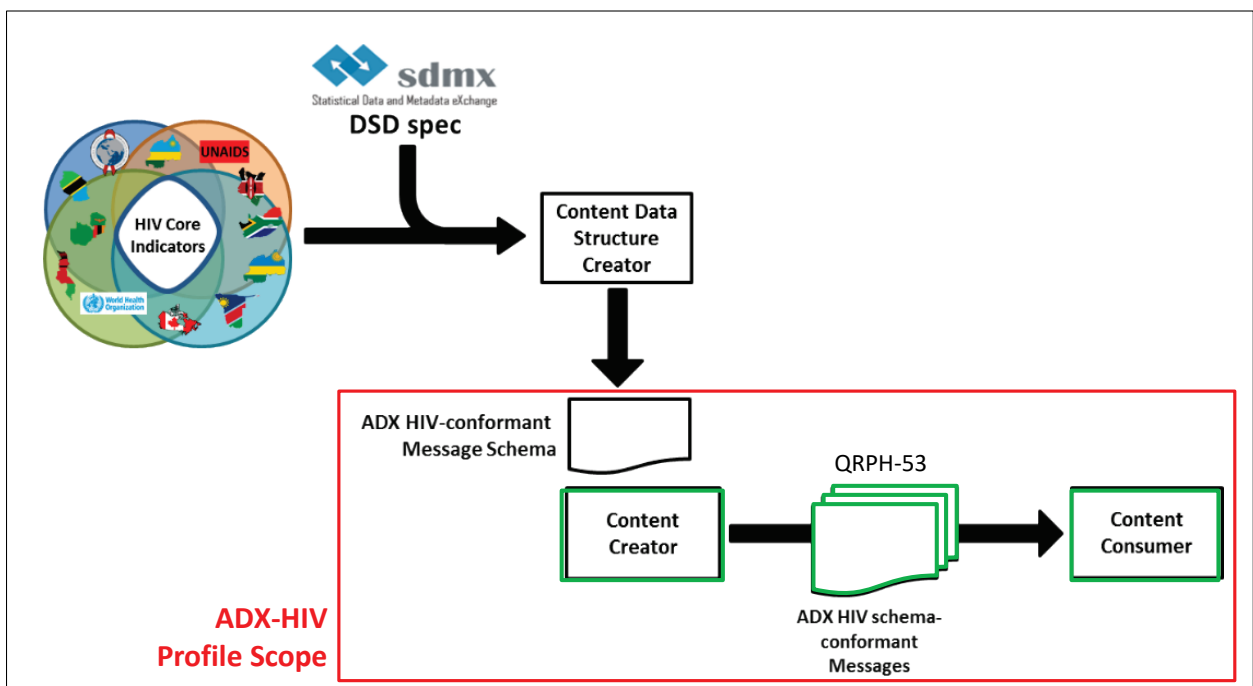 sdmx
Statistical Data and Metadata eXchange
DSD spec
UNAIDS
HIV Core
Indicators
World Health
Organization
Content Data
Structure
Creator
ADX HIV-conformant
Message Schema
QRPH-53
Content
Creator
Content
Consumer
ADX HIV schema-
conformant
Messages
ADX-HIV
Profile Scope